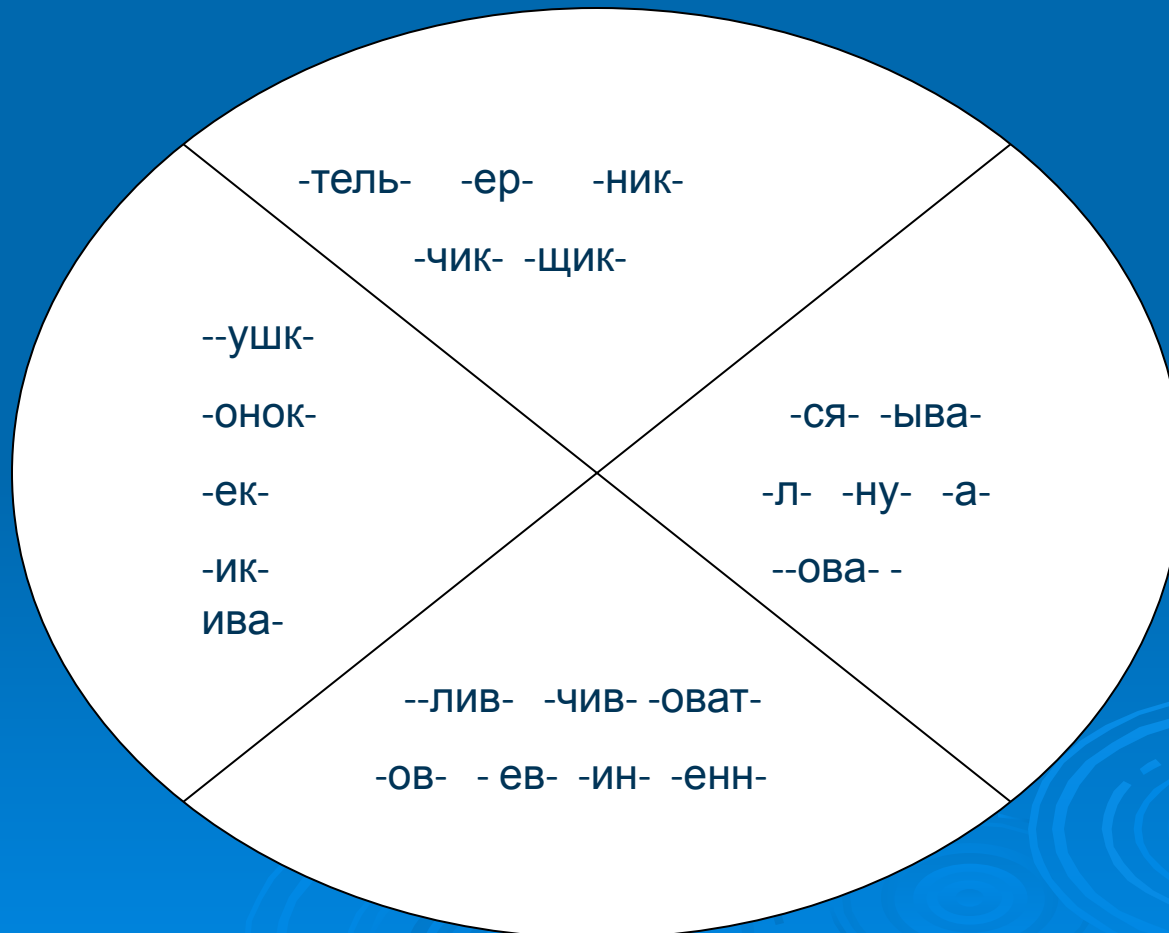 -тель- -ер- -ник-
-чик- -щик-
--ушк-
-онок-
-ек-
-ик-
ива-
-ся- -ыва-
-л- -ну- -а-
--ова- -
--лив- -чив- -оват-
-ов- - ев- -ин- -енн-